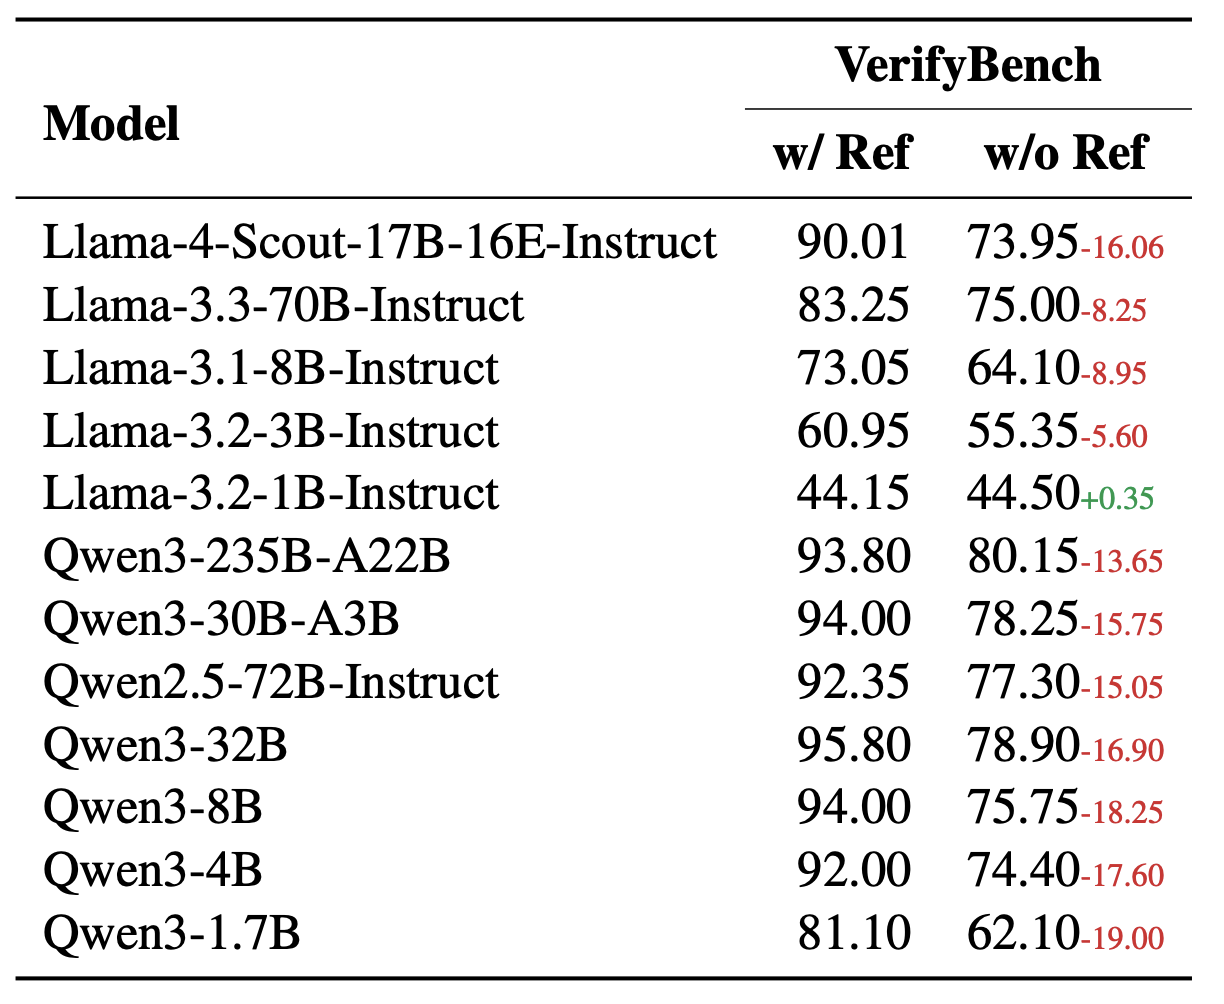 VerifyBench
Model
w/ Ref w/o Ref
Llama-4-Scout-17B-16E-Instruct 90.01 73.95-16.06
Llama-3.3-70B-Instruct 83.25 75.00-8.25
Llama-3.1-8B-Instruct 73.05 64.10-8.95
Llama-3.2-3B-Instruct 60.95 55.35-5.60
Llama-3.2-1B-Instruct 44.15 44.50+0.35
Qwen3-235B-A22B 93.80 80.15-13.65
Qwen3-30B-A3B 94.00 78.25-15.75
Qwen2.5-72B-Instruct 92.35 77.30-15.05
Qwen3-32B 95.80 78.90-16.90
Qwen3-8B 94.00 75.75-18.25
Qwen3-4B 92.00 74.40-17.60
Qwen3-1.7B 81.10 62.10-19.00